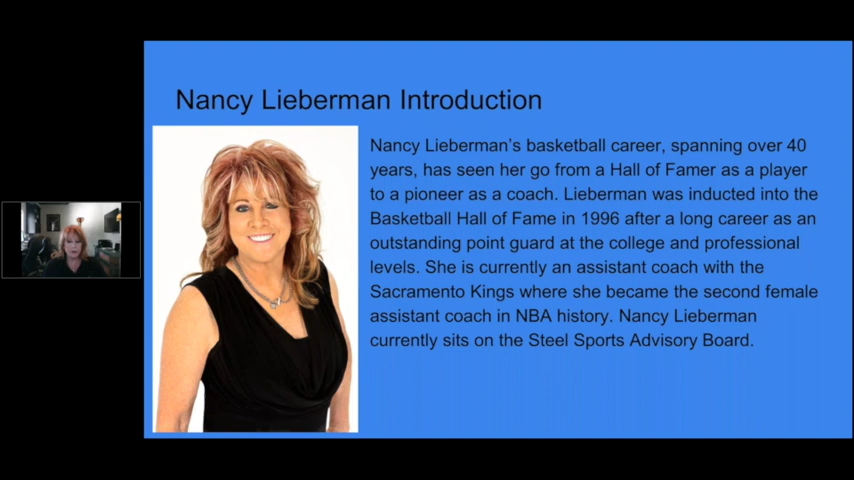 Nancy Lieberman Introduction
Nancy Lieberman's basketball career, spanning over 40
years, has seen her go from a Hall of Famer as a player
to a pioneer as a coach. Lieberman was inducted into the
Basketball Hall of Fame in 1996 after a long career as an
outstanding point guard at the college and professional
levels. She is currently an assistant coach with the
Sacramento Kings where she became the second female
assistant coach in NBA history. Nancy Lieberman
currently sits on the Steel Sports Advisory Board.